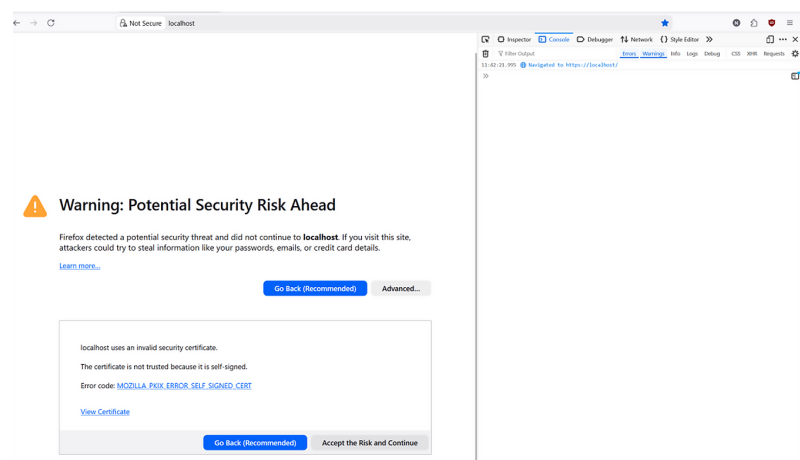 Not Secure localhost
Inspector Console Debugger Network Style Editor
Filter Output Errors Warnings Info Logs Debug CSS XHR Requests
Navigated to https://localhost/
Warning: Potential Security Risk Ahead
Firefox detected a potential security threat and did not continue to localhost. If you visit this site,
attackers could try to steal information like your passwords, emails, or credit card details.
Learn more...
Go Back (Recommended) Advanced...
localhost uses an invalid security certificate.
The certificate is not trusted because it is self-signed.
Error code: MOZILLA_PKIX_ERROR_SELF_SIGNED_CERT
View Certificate
Go Back (Recommended) Accept the Risk and Continue